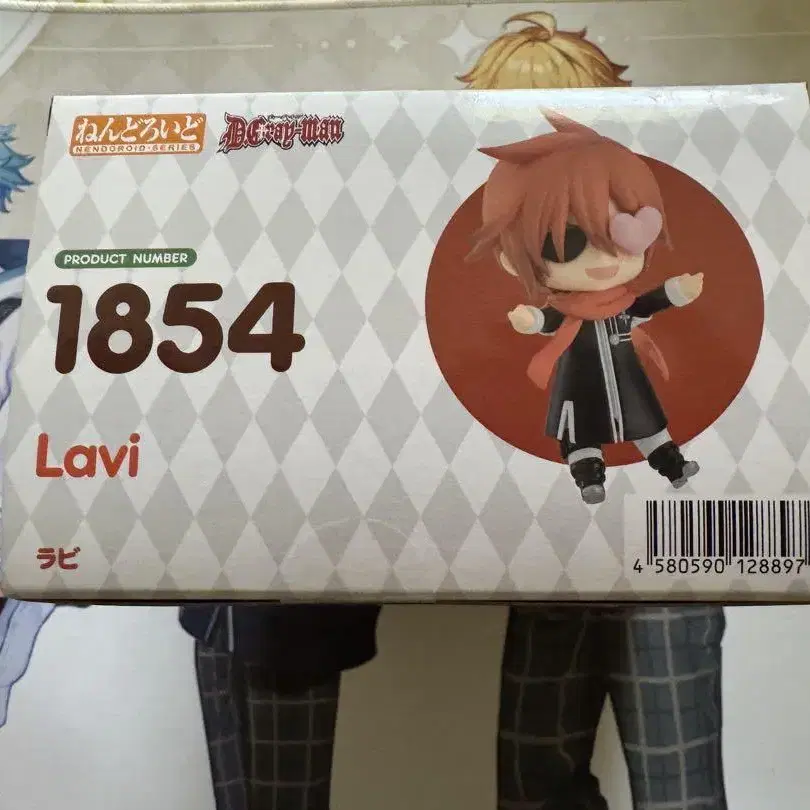 ねんどろいど
NENDOROID·SERIES
D.Gray-man
PRODUCT NUMBER
1854
Lavi
ラビ
4 580590 128897